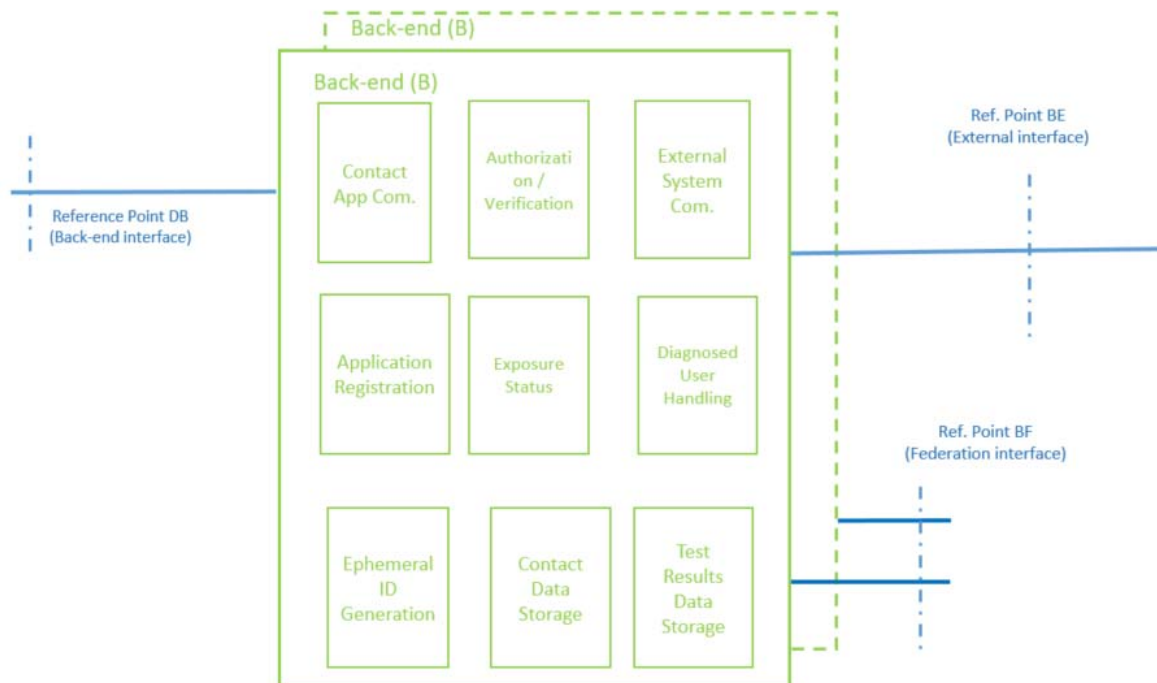 Back-end (B)
Back-end (B)
Contact
App Com.
Authorizati
on /
Verification
External
System
Com.
Ref. Point BE
(External interface)
Reference Point DB
(Back-end interface)
Application
Registration
Exposure
Status
Diagnosed
User
Handling
Ref. Point BF
(Federation interface)
Ephemeral
ID
Generation
Contact
Data
Storage
Test
Results
Data
Storage